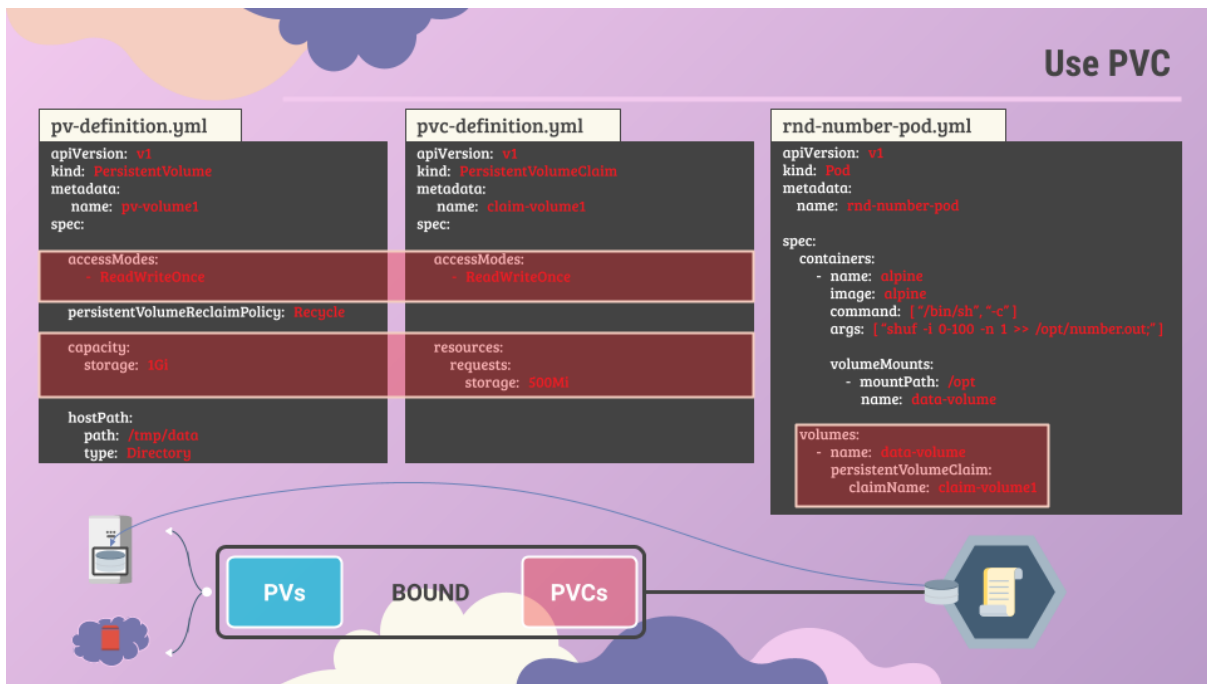 Use PVC
pv-definition.yml
apiVersion: v1
kind: PersistentVolume
metadata:
name: pv-volume1
spec:
accessModes:
- ReadWriteOnce
persistentVolumeReclaimPolicy: Recycle
capacity:
storage: 1Gi
hostPath:
path: /tmp/data
type: Directory
pvc-definition.yml
apiVersion: v1
kind: PersistentVolumeClaim
metadata:
name: claim-volume1
spec:
accessModes:
- ReadWriteOnce
resources:
requests:
storage: 500Mi
rnd-number-pod.yml
apiVersion: v1
kind: Pod
metadata:
name: rnd-number-pod
spec:
containers:
- name: alpine
image: alpine
command: [ "/bin/sh", "-c" ]
args: [ "shuf -i 0-100 -n 1 >> /opt/number.out;" ]
volumeMounts:
- mountPath: /opt
name: data-volume
volumes:
- name: data-volume
persistentVolumeClaim:
claimName: claim-volume1
PVs BOUND PVCs